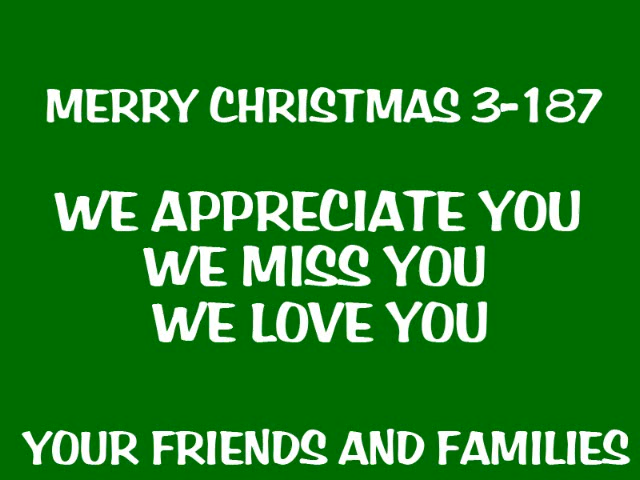 MERRY CHRISTMAS 3-187
WE APPRECIATE YOU
WE MISS YOU
WE LOVE YOU
YOUR FRIENDS AND FAMILIES